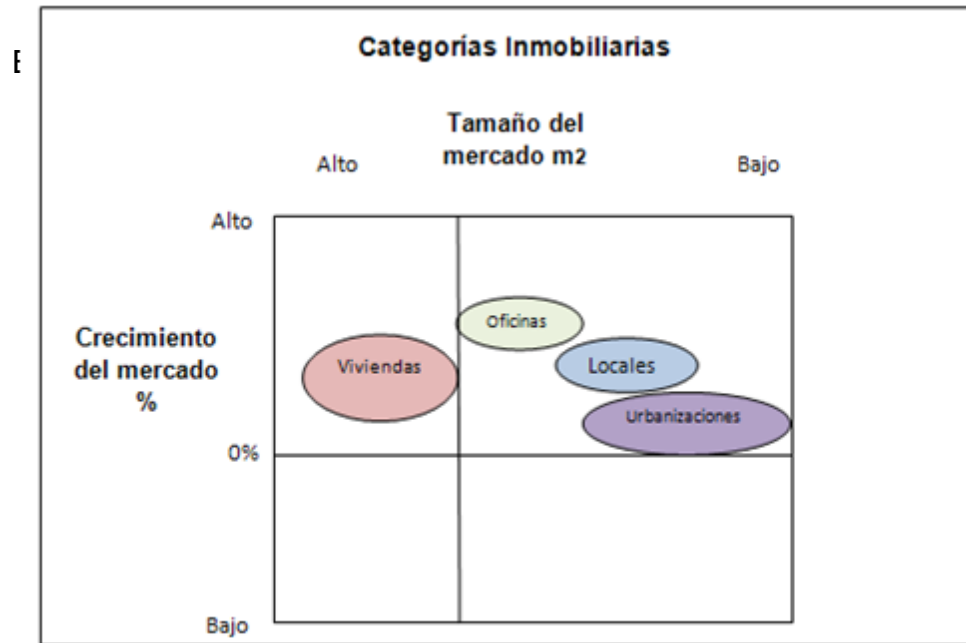 Categorías Inmobiliarias
Tamaño del
mercado m2
Alto
Bajo
Alto
Oficinas
Crecimiento
del mercado
%
Viviendas
Locales
Urbanizaciones
0%
Bajo